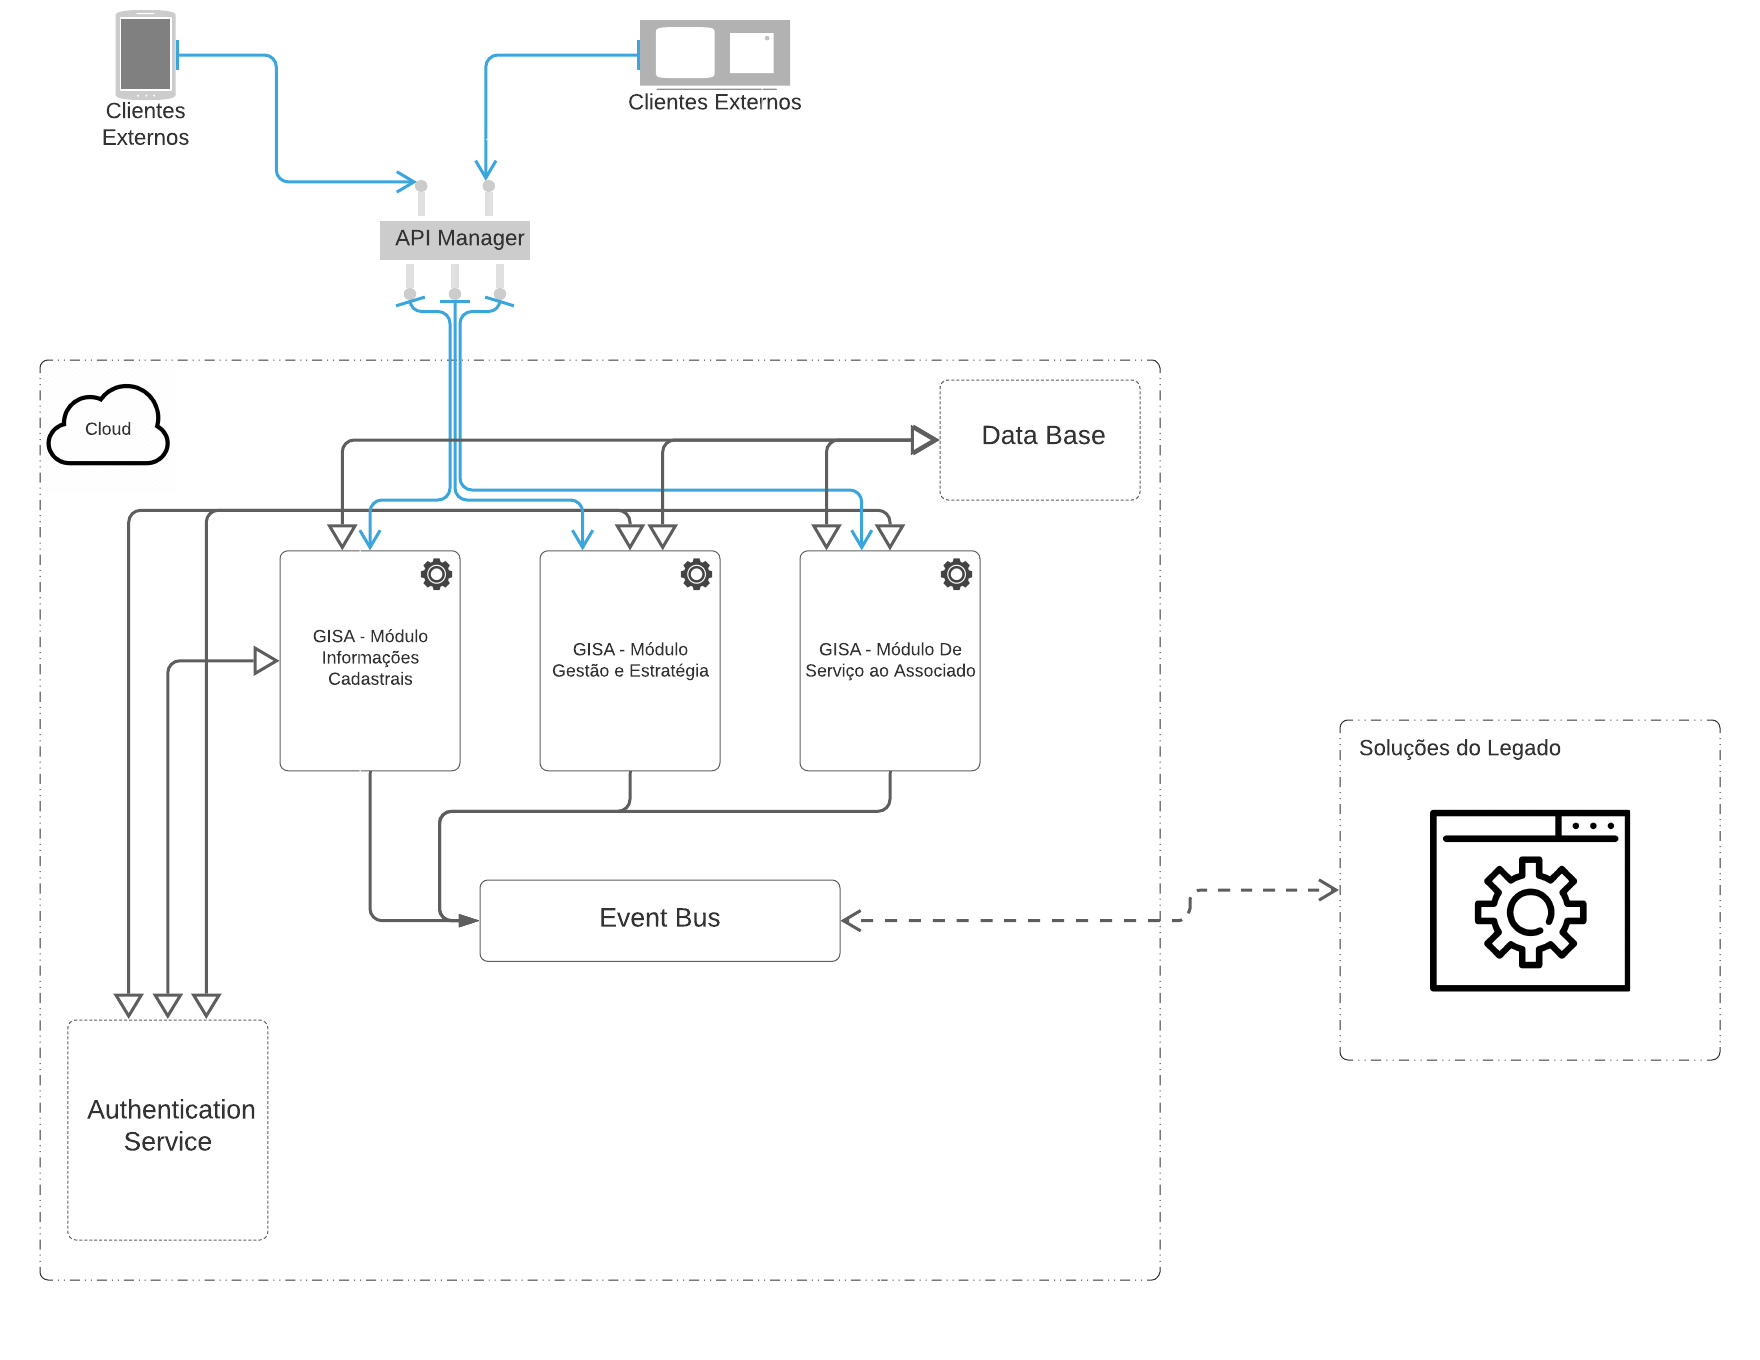 Clientes
Externos
Clientes Externos
API Manager
Cloud
Data Base
GISA - Módulo
Informações
Cadastrais
GISA - Módulo
Gestão e Estratégia
GISA - Módulo De
Serviço ao Associado
Soluções do Legado
Event Bus
Authentication
Service